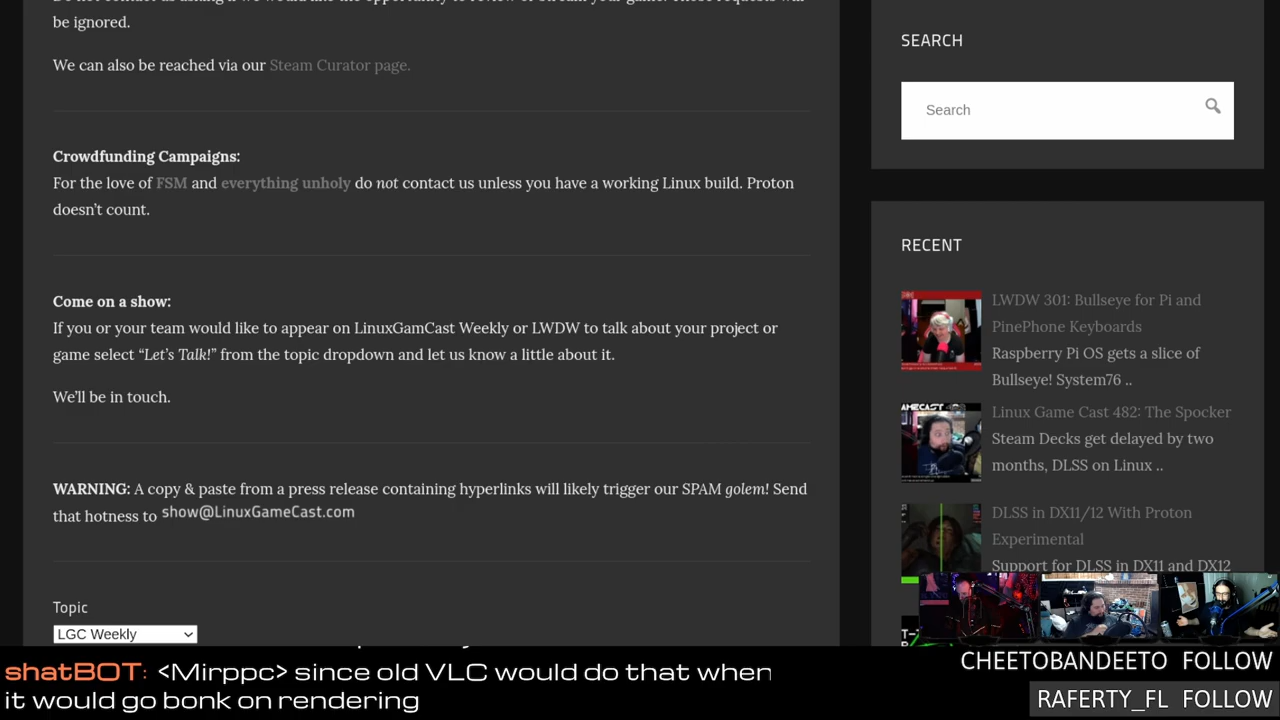 be ignored.
We can also be reached via our Steam Curator page.
Crowdfunding Campaigns:
For the love of FSM and everything unholy do not contact us unless you have a working Linux build. Proton
doesn’t count.
Come on a show:
If you or your team would like to appear on LinuxGamCast Weekly or LWDW to talk about your project or
game select “Let’s Talk!” from the topic dropdown and let us know a little about it.
We’ll be in touch.
WARNING: A copy & paste from a press release containing hyperlinks will likely trigger our SPAM golem! Send
that hotness to show@LinuxGameCast.com
Topic
LGC Weekly
SEARCH
Search
RECENT
LWDW 301: Bullseye for Pi and
PinePhone Keyboards
Raspberry Pi OS gets a slice of
Bullseye! System76 ..
Linux Game Cast 482: The Spocker
Steam Decks get delayed by two
months, DLSS on Linux ..
DLSS in DX11/12 With Proton
Experimental
Support for DLSS in DX11 and DX12
shatBOT: <Mirppc> since old VLC would do that when
it would go bonk on rendering
CHEETOBANDEETO FOLLOW
RAFERTY_FL FOLLOW